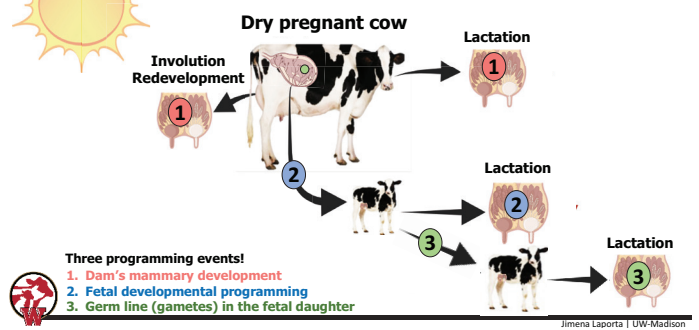 Dry pregnant cow
Involution
Redevelopment
Lactation
1
1
2
Lactation
2
3
Lactation
3
Three programming events!
1. Dam's mammary development
2. Fetal developmental programming
3. Germ line (gametes) in the fetal daughter
W
Jimena Laporta | UW-Madison